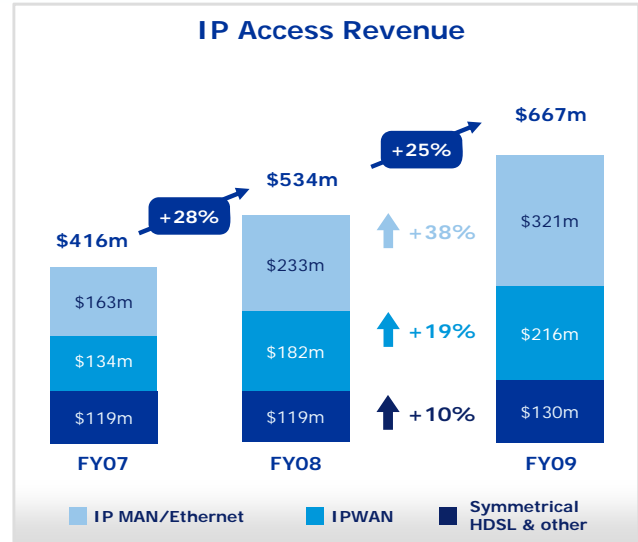 IP Access Revenue
$667m
+25%
$534m
+28%
$416m
+38%
$321m
$233m
$163m
+19%
$216m
$182m
$134m
+10%
$130m
$119m
$119m
FY07
FY08
FY09
IP MAN/Ethernet
IPWAN
Symmetrical
HDSL & other